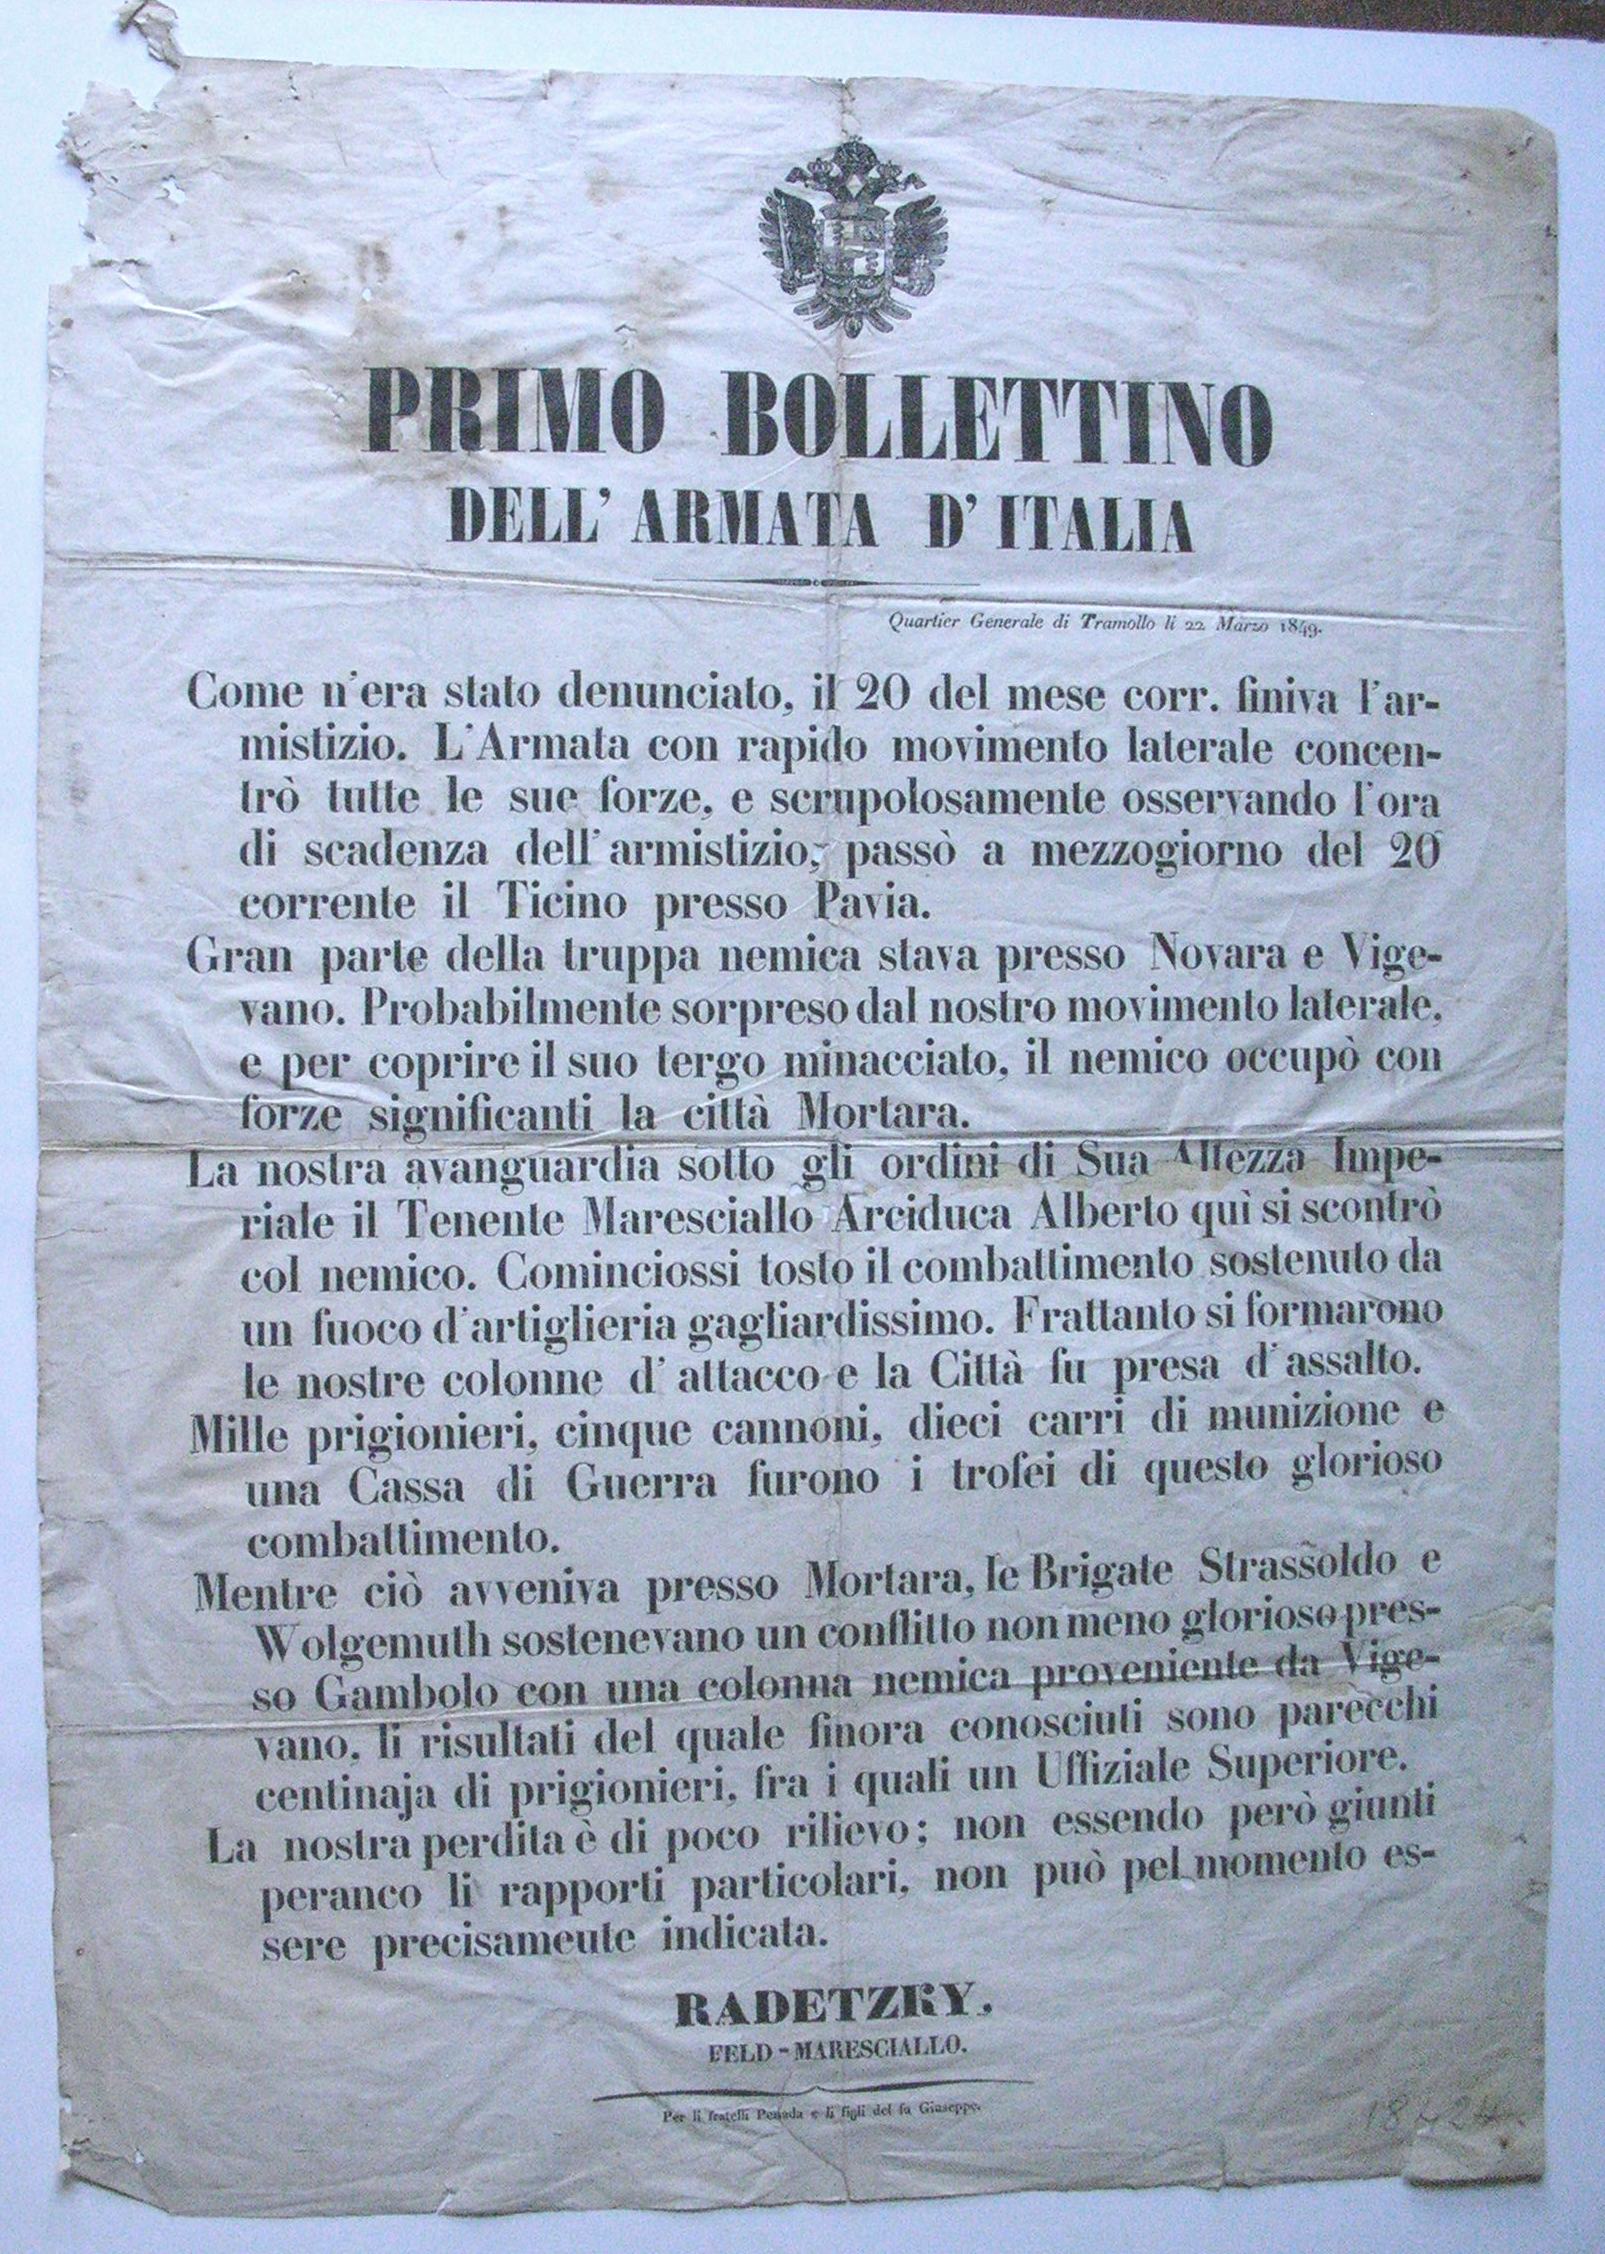 PRIMO BOLLETTINO
DELL' ARMATA D' ITALIA
Quartier Generale di Tramollo li 22 Marzo 1849.
Come n'era stato denunciato, il 20 del mese corr. finiva l'ar-
mistizio. L'Armata con rapido movimento laterale concen-
trò tutte le sue forze, e scrupolosamente osservando l'ora
di scadenza dell'armistizio, passò a mezzogiorno del 20
corrente il Ticino presso Pavia.
Gran parte della truppa nemica stava presso Novara e Vige-
vano. Probabilmente sorpreso dal nostro movimento laterale,
e per coprire il suo tergo minacciato, il nemico occupò con
forze significanti la città Mortara.
La nostra avanguardia sotto gli ordini di Sua Altezza Impe-
riale il Tenente Maresciallo Arciduca Alberto quì si scontrò
col nemico. Cominciossi tosto il combattimento sostenuto da
un fuoco d'artiglieria gagliardissimo. Frattanto si formarono
le nostre colonne d' attacco e la Città fu presa d'assalto.
Mille prigionieri, cinque cannoni, dieci carri di munizione e
una Cassa di Guerra furono i trofei di questo glorioso
combattimento.
Mentre ciò avveniva presso Mortara, le Brigate Strassoldo e
Wolgemuth sostenevano un conflitto non meno glorioso pres-
so Gambolo con una colonna nemica proveniente da Vige-
vano, li risultati del quale finora conosciuti sono parecchi
centinaja di prigionieri, fra i quali un Uffiziale Superiore.
La nostra perdita è di poco rilievo; non essendo però giunti
peranco li rapporti particolari, non può pel momento es-
sere precisameute indicata.
RADETZKY.
FELD-MARESCIALLO.
Per li fratelli Penada e li figli del fu Giuseppe.